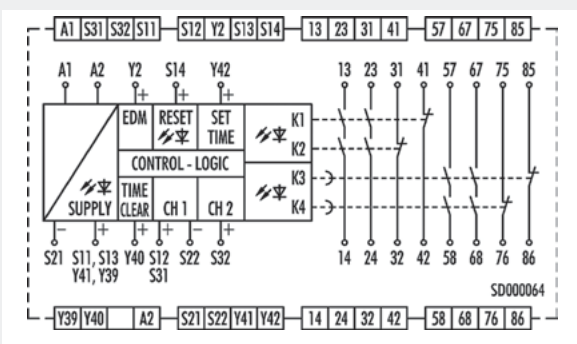 A1 S31 S32 S11 S12 Y2 S13 S14 13 23 31 41 57 67 75 85
A1 A2 Y2 S14 Y42 13 23 31 41 57 67 75 85
+ + +
EDM RESET SET TIME K1
K2
CONTROL - LOGIC
K3
SUPPLY TIME CLEAR CH 1 CH 2 K4
− + + − +
S21 S11, S13 Y40 S12 S22 S32 14 24 32 42 58 68 76 86
Y41, Y39 S31
SD000064
Y39 Y40 A2 S21 S22 Y41 Y42 14 24 32 42 58 68 76 86